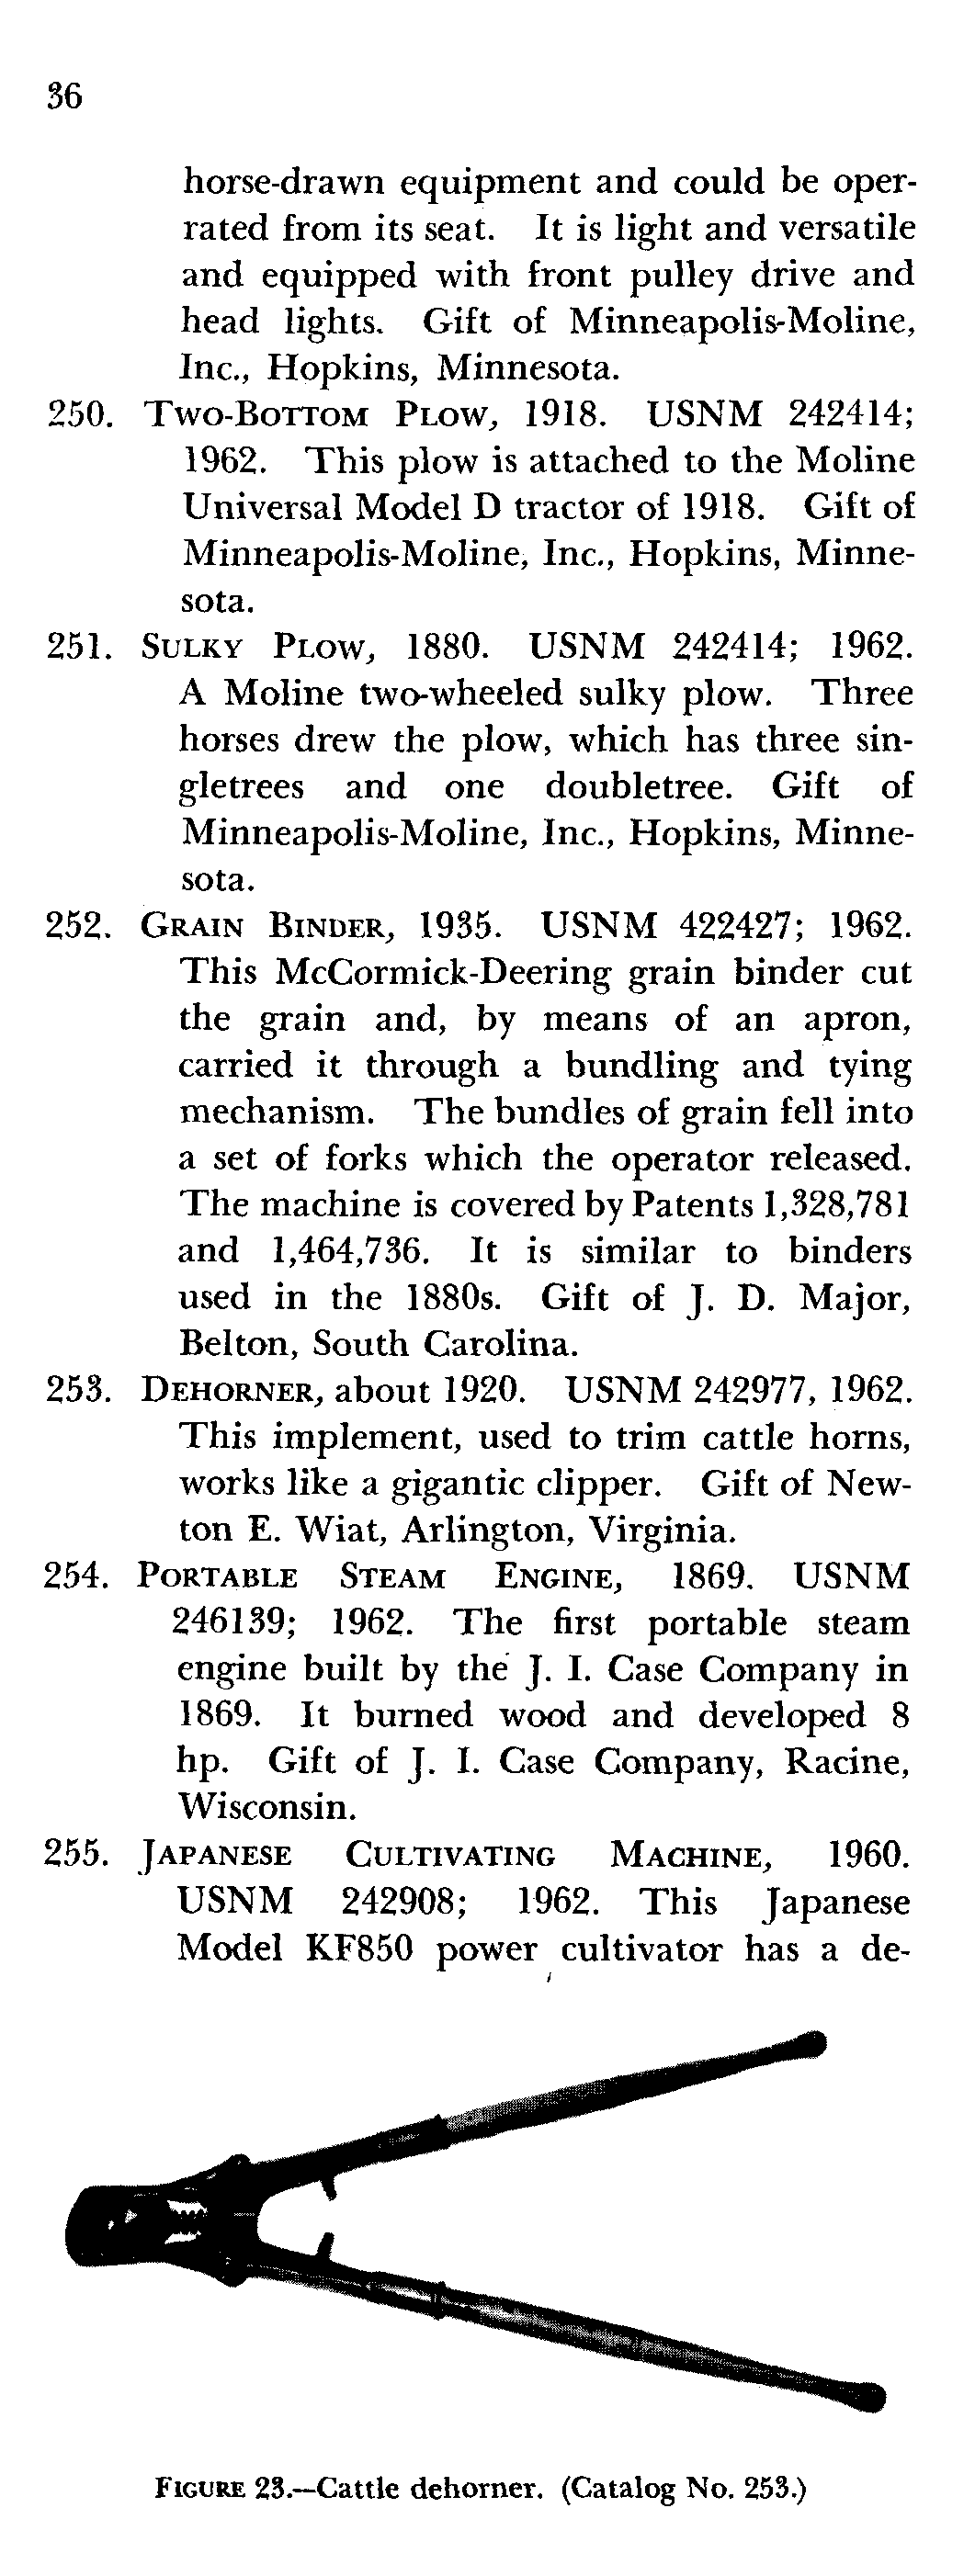 36
horse-drawn equipment and could be oper-
rated from its seat. It is light and versatile
and equipped with front pulley drive and
head lights. Gift of Minneapolis-Moline,
Inc., Hopkins, Minnesota.
250. Two-Bottom Plow, 1918. USNM 242414;
1962. This plow is attached to the Moline
Universal Model D tractor of 1918. Gift of
Minneapolis-Moline, Inc., Hopkins, Minne-
sota.
251. Sulky Plow, 1880. USNM 242414; 1962.
A Moline two-wheeled sulky plow. Three
horses drew the plow, which has three sin-
gletrees and one doubletree. Gift of
Minneapolis-Moline, Inc., Hopkins, Minne-
sota.
252. Grain Binder, 1935. USNM 422427; 1962.
This McCormick-Deering grain binder cut
the grain and, by means of an apron,
carried it through a bundling and tying
mechanism. The bundles of grain fell into
a set of forks which the operator released.
The machine is covered by Patents 1,328,781
and 1,464,736. It is similar to binders
used in the 1880s. Gift of J. D. Major,
Belton, South Carolina.
253. Dehorner, about 1920. USNM 242977, 1962.
This implement, used to trim cattle horns,
works like a gigantic clipper. Gift of New-
ton E. Wiat, Arlington, Virginia.
254. Portable Steam Engine, 1869. USNM
246139; 1962. The first portable steam
engine built by the J. I. Case Company in
1869. It burned wood and developed 8
hp. Gift of J. I. Case Company, Racine,
Wisconsin.
255. Japanese Cultivating Machine, 1960.
USNM 242908; 1962. This Japanese
Model KF850 power cultivator has a de-
Figure 23.—Cattle dehorner. (Catalog No. 253.)